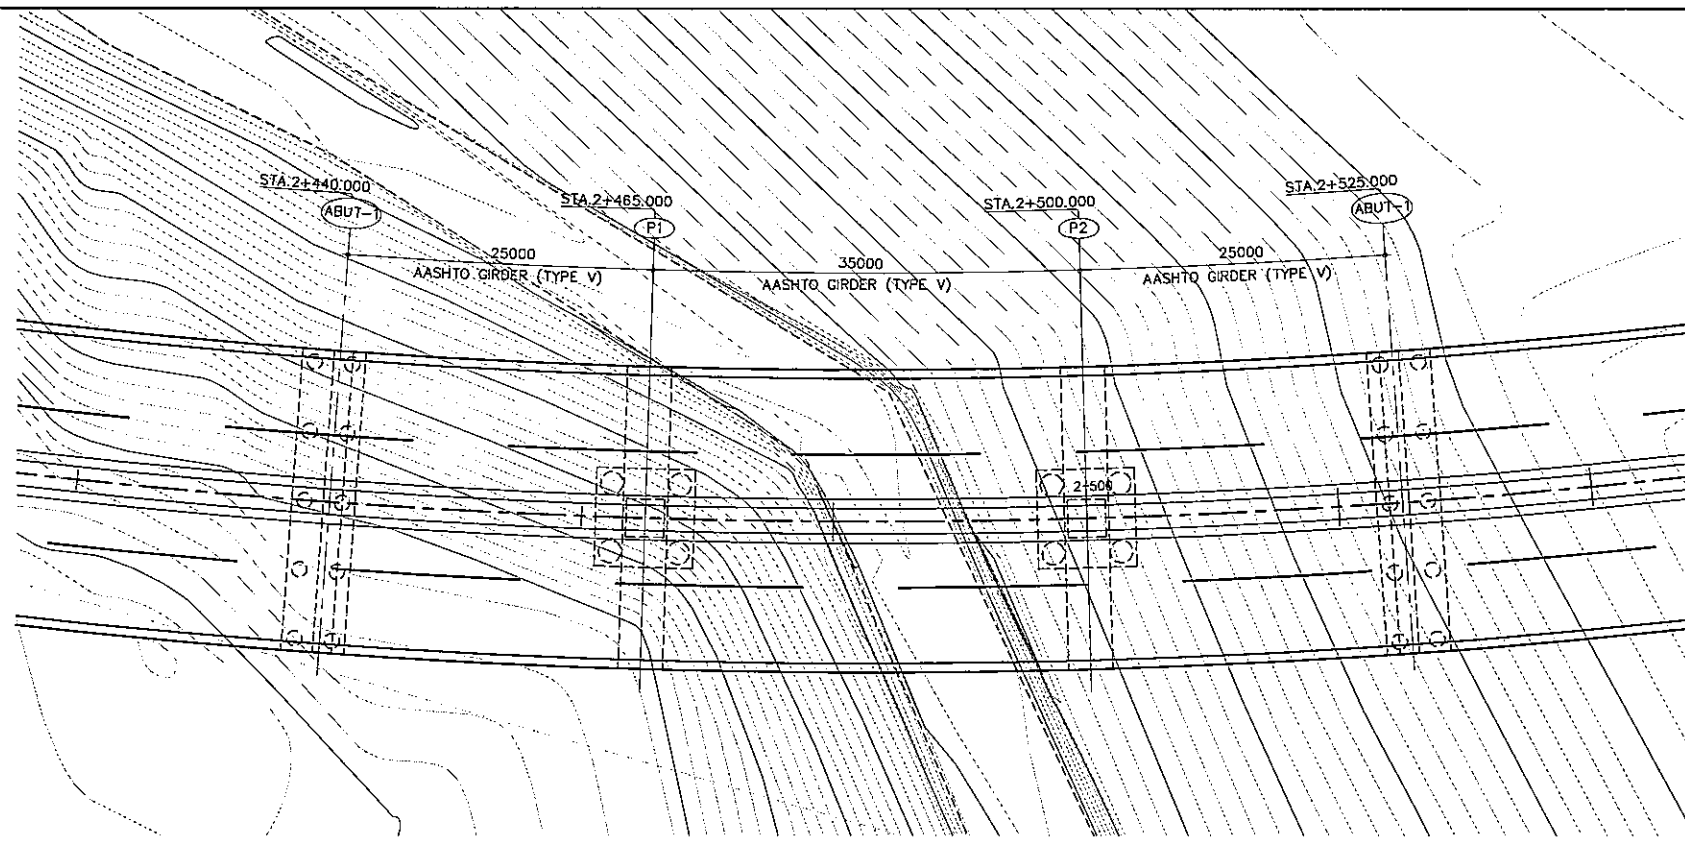 STA.2+440.000
ABUT-1
STA.2+465.000
P1
STA.2+500.000
P2
STA.2+525.000
ABUT-1
25000
AASHTO GIRDER (TYPE V)
35000
AASHTO GIRDER (TYPE V)
25000
AASHTO GIRDER (TYPE V)
2+500